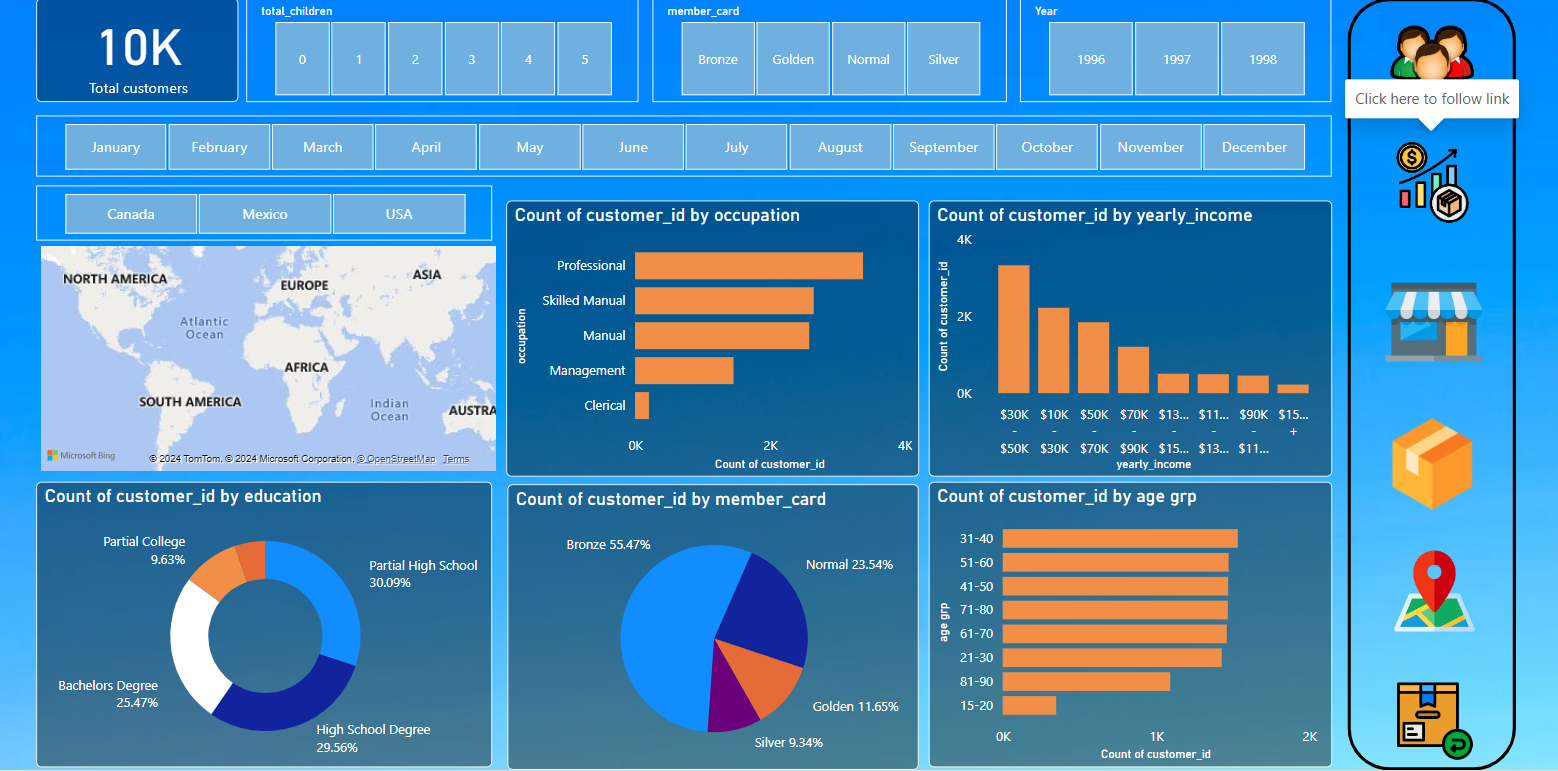 10K
Total customers
total_children
0 1 2 3 4 5
member_card
Bronze Golden Normal Silver
Year
1996 1997 1998
Click here to follow link
January February March April May June July August September October November December
Canada Mexico USA
NORTH AMERICA
EUROPE
ASIA
Atlantic
Ocean
AFRICA
SOUTH AMERICA
Indian
Ocean
AUSTRA
Microsoft Bing
© 2024 TomTom, © 2024 Microsoft Corporation, © OpenStreetMap Terms
Count of customer_id by occupation
occupation
Professional
Skilled Manual
Manual
Management
Clerical
0K 2K 4K
Count of customer_id
Count of customer_id by yearly_income
Count of customer_id
4K
2K
0K
$30K $10K $50K $70K $13... $11... $90K $15...
- - - - - - - +
$50K $30K $70K $90K $15... $13... $11...
yearly_income
Count of customer_id by education
Partial College
9.63%
Partial High School
30.09%
Bachelors Degree
25.47%
High School Degree
29.56%
Count of customer_id by member_card
Bronze 55.47%
Normal 23.54%
Golden 11.65%
Silver 9.34%
Count of customer_id by age grp
age grp
31-40
51-60
41-50
71-80
61-70
21-30
81-90
15-20
0K 1K 2K
Count of customer_id